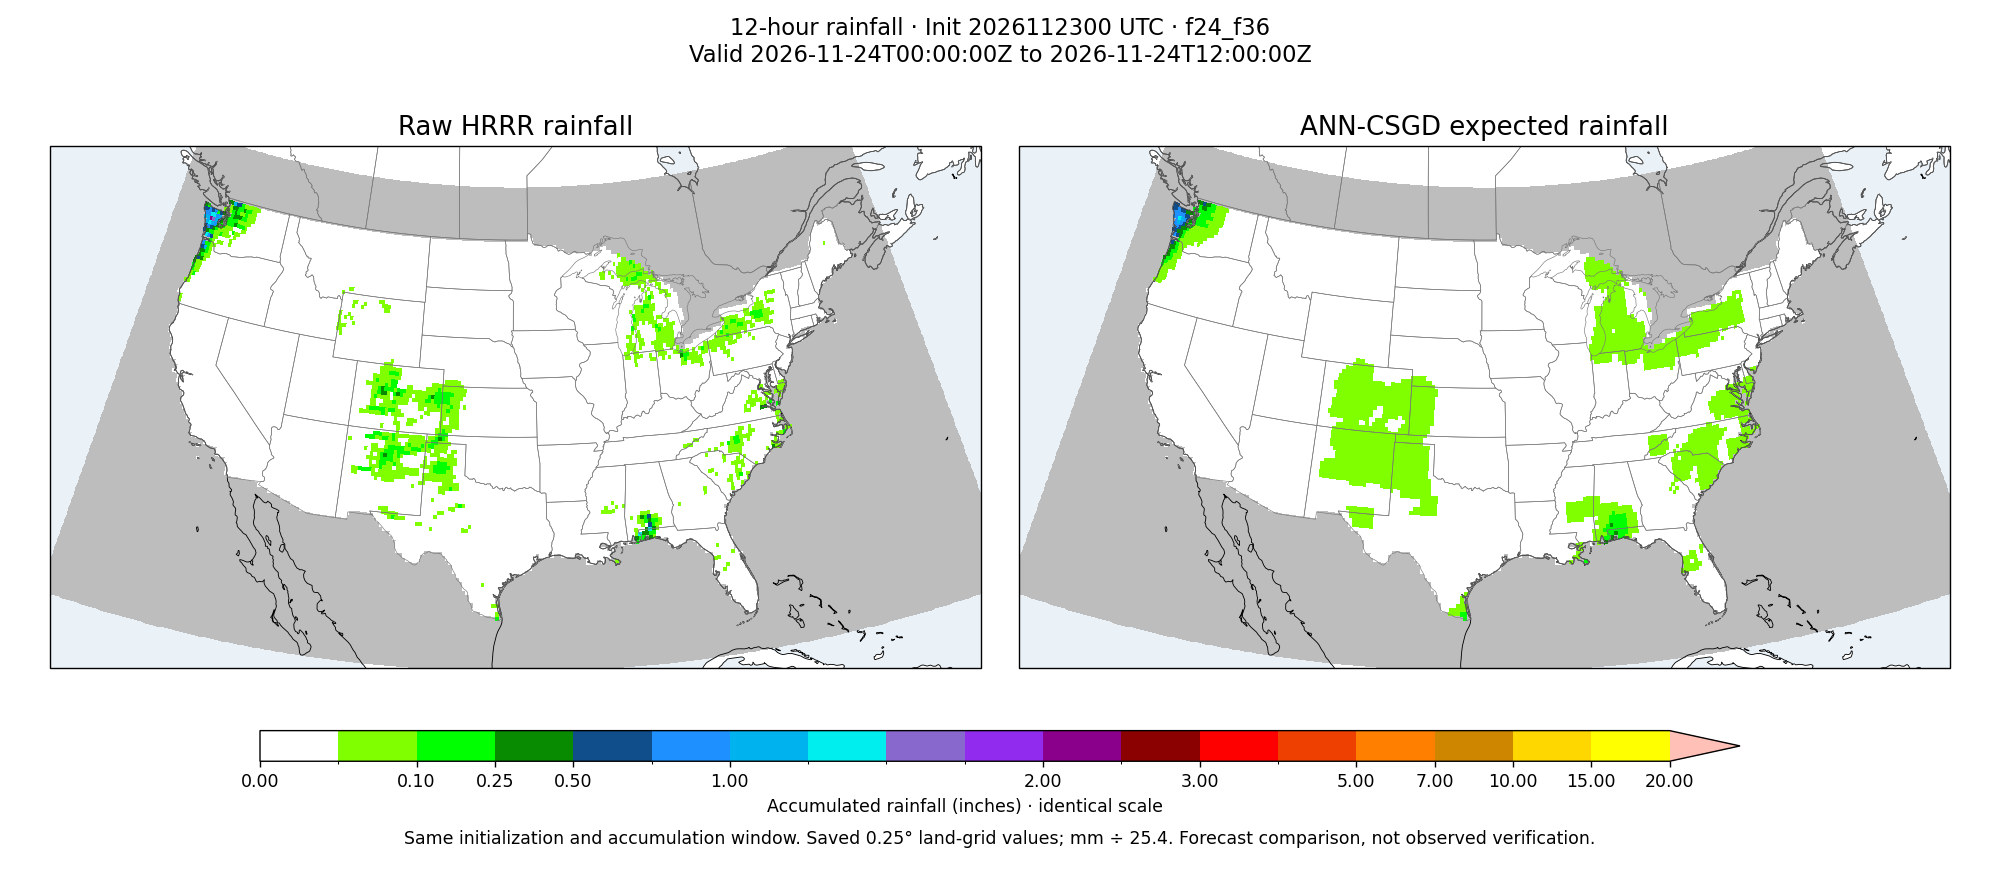 12-hour rainfall · Init 2026112300 UTC · f24_f36
Valid 2026-11-24T00:00:00Z to 2026-11-24T12:00:00Z
Raw HRRR rainfall
ANN-CSGD expected rainfall
0.00 0.10 0.25 0.50 1.00 2.00 3.00 5.00 7.00 10.00 15.00 20.00
Accumulated rainfall (inches) · identical scale
Same initialization and accumulation window. Saved 0.25° land-grid values; mm ÷ 25.4. Forecast comparison, not observed verification.